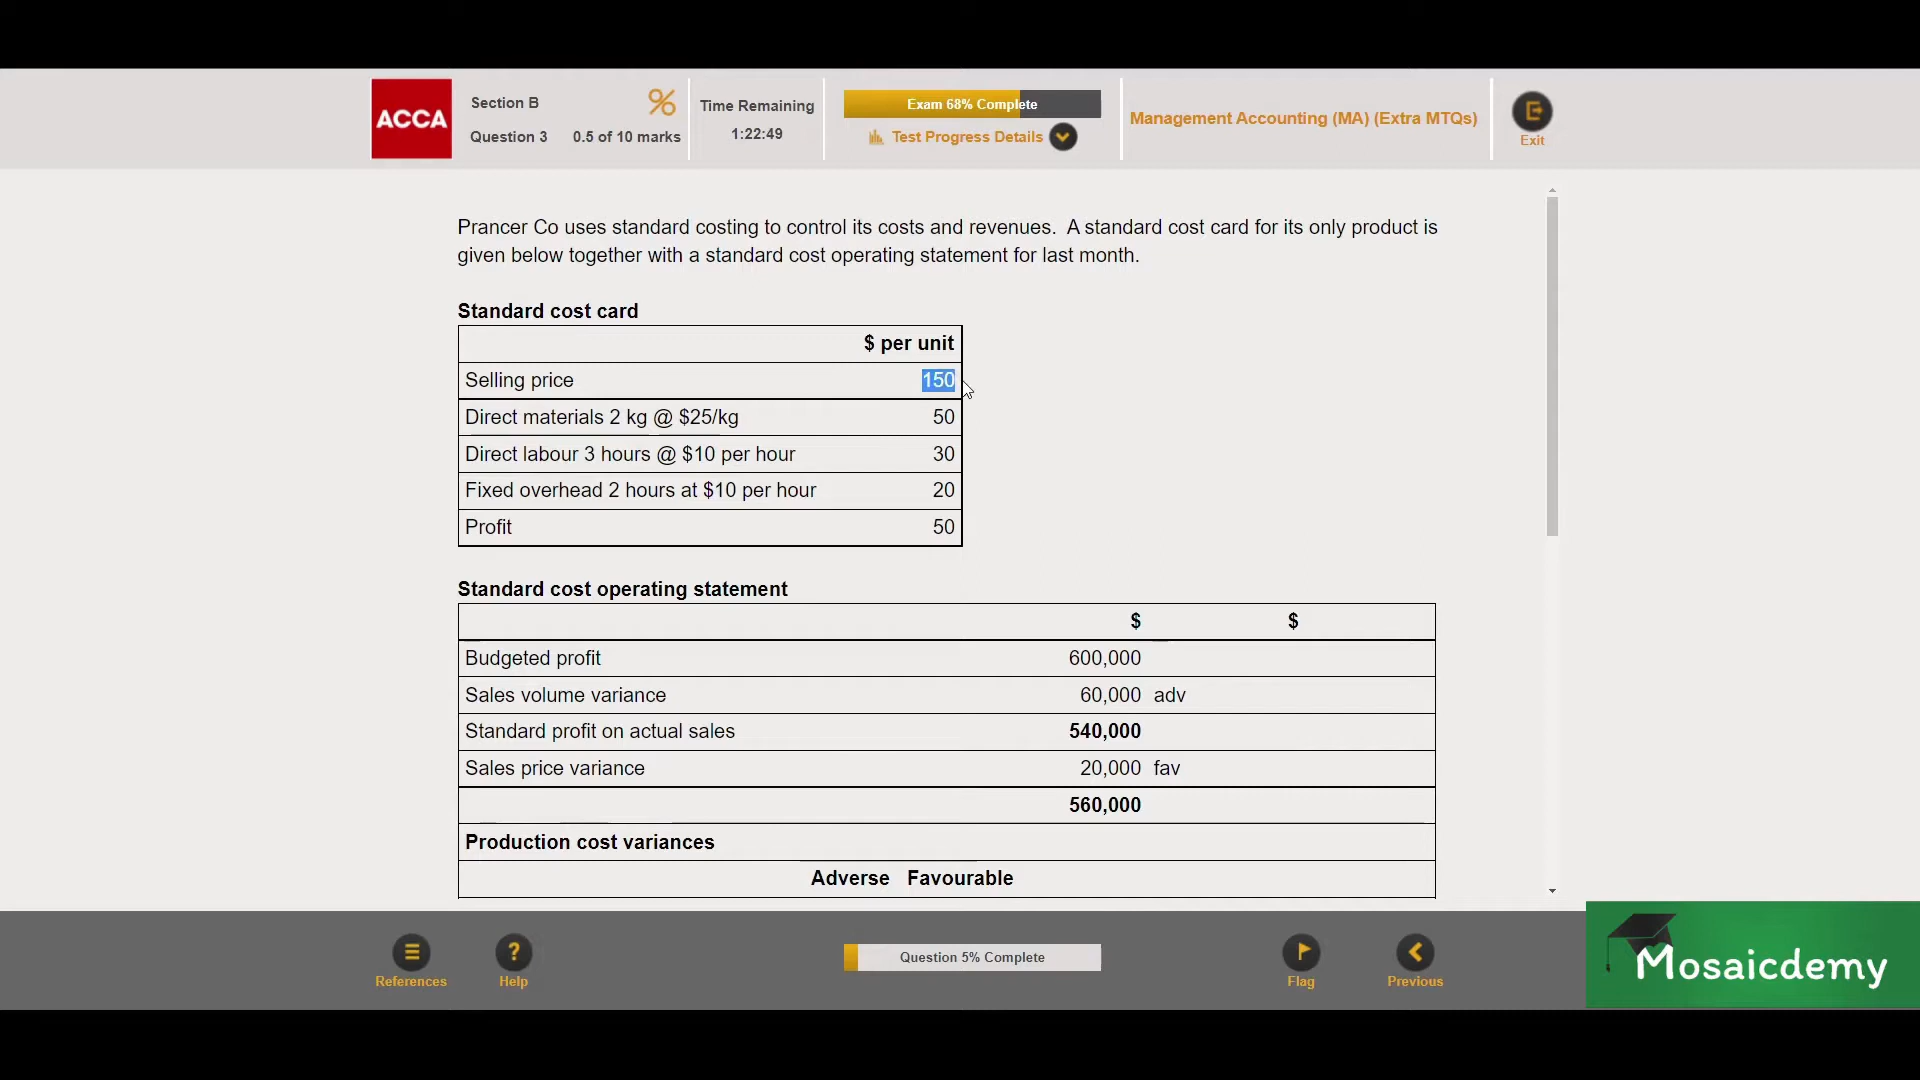 ACCA
Section B
Question 3
0.5 of 10 marks
Time Remaining
1:22:49
Exam 68% Complete
Test Progress Details
Management Accounting (MA) (Extra MTQs)
Exit
Prancer Co uses standard costing to control its costs and revenues. A standard cost card for its only product is
given below together with a standard cost operating statement for last month.
Standard cost card
$ per unit
Selling price 150
Direct materials 2 kg @ $25/kg 50
Direct labour 3 hours @ $10 per hour 30
Fixed overhead 2 hours at $10 per hour 20
Profit 50
Standard cost operating statement
$ $
Budgeted profit 600,000
Sales volume variance 60,000 adv
Standard profit on actual sales 540,000
Sales price variance 20,000 fav
560,000
Production cost variances
Adverse Favourable
References
Help
Question 5% Complete
Flag
Previous
Mosaicdemy